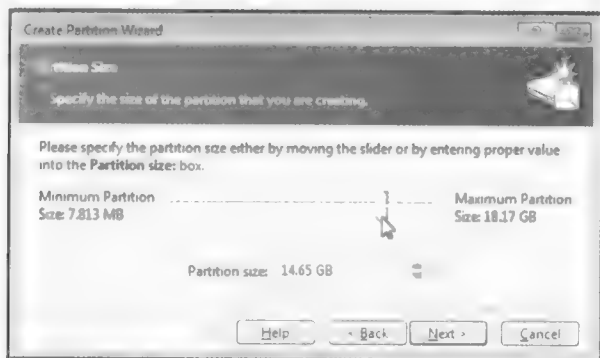 Create Partition Wizard
Partition Size
Specify the size of the partition that you are creating.
Please specify the partition size either by moving the slider or by entering proper value
into the Partition size: box.
Minimum Partition
Size: 7.813 MB
Maximum Partition
Size: 18.17 GB
Partition size: 14.65 GB
Help
< Back
Next >
Cancel